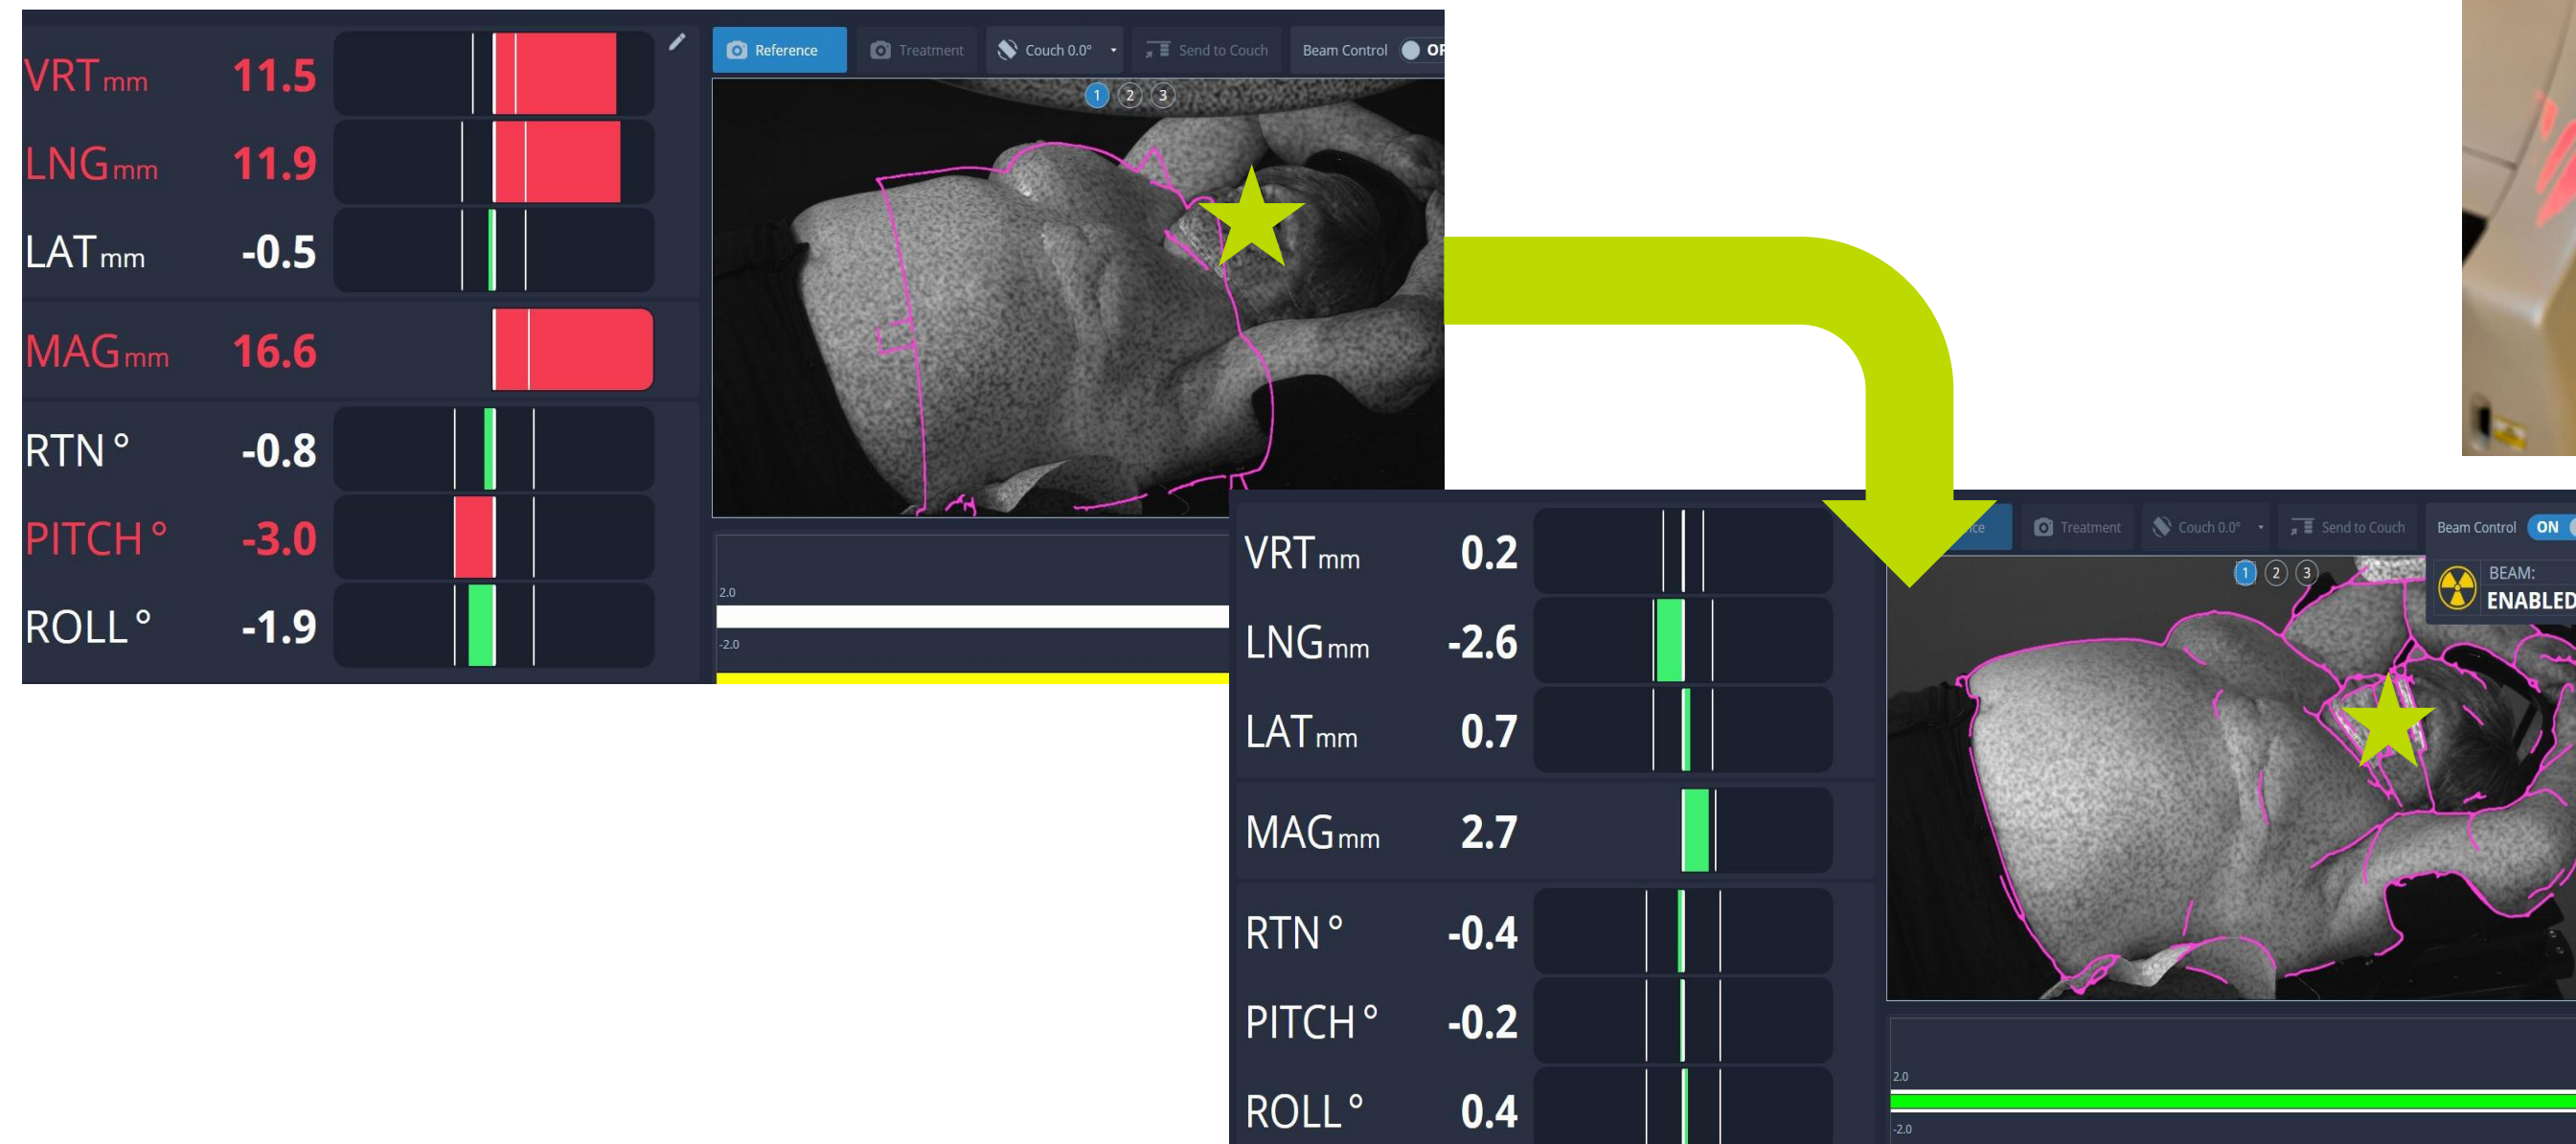 VRT mm 11.5
LNG mm 11.9
LAT mm -0.5
MAG mm 16.6
RTN ° -0.8
PITCH ° -3.0
ROLL ° -1.9
Reference Treatment Couch 0.0° Send to Couch Beam Control
1 2 3
2.0
-2.0
VRT mm 0.2
LNG mm -2.6
LAT mm 0.7
MAG mm 2.7
RTN ° -0.4
PITCH ° -0.2
ROLL ° 0.4
Treatment Couch 0.0° Send to Couch Beam Control ON
1 2 3
BEAM:
ENABLED
2.0
-2.0